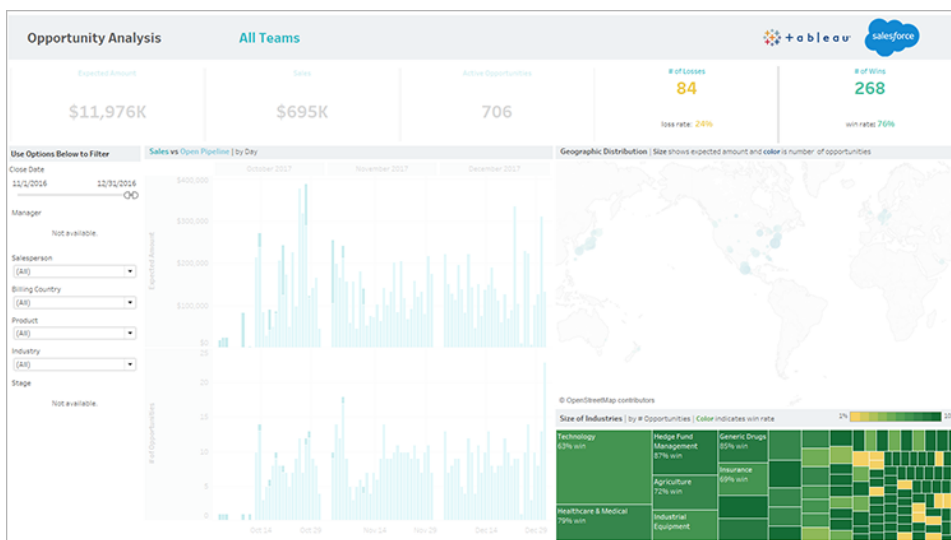 Opportunity Analysis
All Teams
+ a b l e a u
salesforce
Expected Amount
$11,976K
Sales
$695K
Active Opportunities
706
# of Losses
84
loss rate: 24%
# of Wins
268
win rate: 76%
Use Options Below to Filter
Close Date
11/1/2016
12/31/2016
Manager
Not available.
Salesperson
(All)
Billing Country
(All)
Product
(All)
Industry
(All)
Stage
Not available.
Sales vs Open Pipeline | by Day
October 2017
November 2017
December 2017
Expected Amount
$400,000
$300,000
$200,000
$100,000
$0
# of Opportunities
20
15
10
5
0
Oct 14
Oct 29
Nov 14
Nov 29
Dec 14
Dec 29
Geographic Distribution | Size shows expected amount and color is number of opportunities
© OpenStreetMap contributors
Size of Industries | by # Opportunities | Color indicates win rate
1%
Technology
63% win
Healthcare & Medical
79% win
Hedge Fund
Management
87% win
Agriculture
72% win
Industrial
Equipment
Generic Drugs
85% win
Insurance
69% win